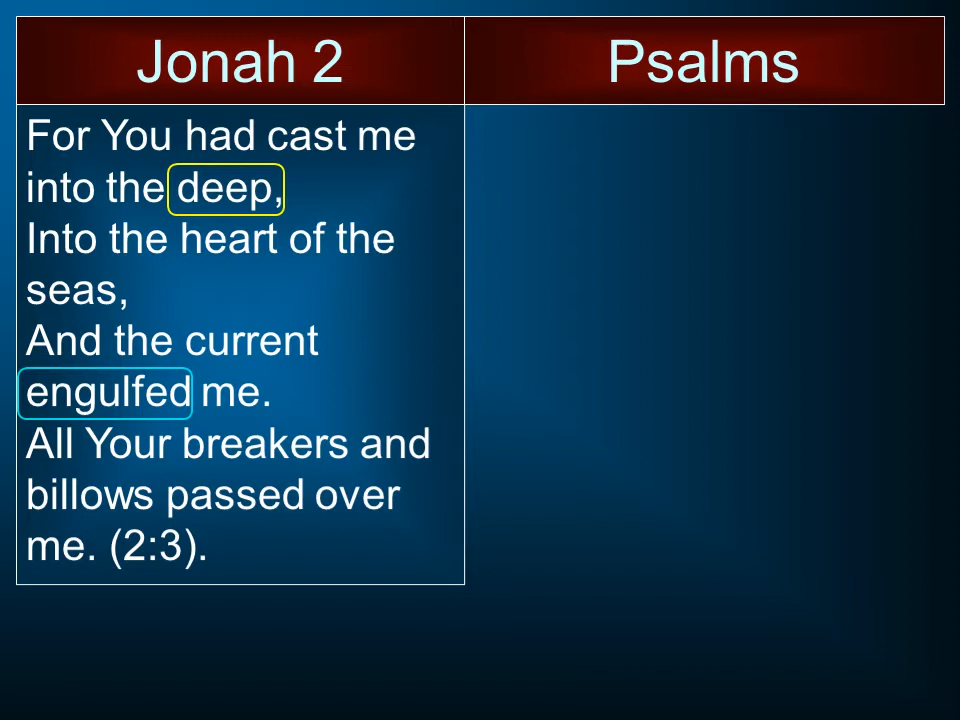 Jonah 2
Psalms
For You had cast me
into the deep,
Into the heart of the
seas,
And the current
engulfed me.
All Your breakers and
billows passed over
me. (2:3).